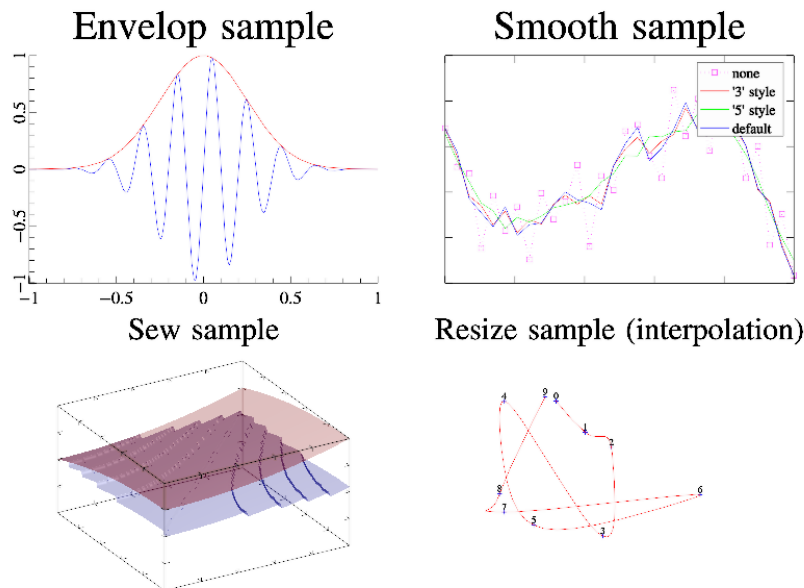 Envelop sample
Smooth sample
1
0.5
0
−0.5
−1
−1
−0.5
0
0.5
1
none
'3' style
'5' style
default
Sew sample
Resize sample (interpolation)
4
9
0
1
2
8
7
5
6
3